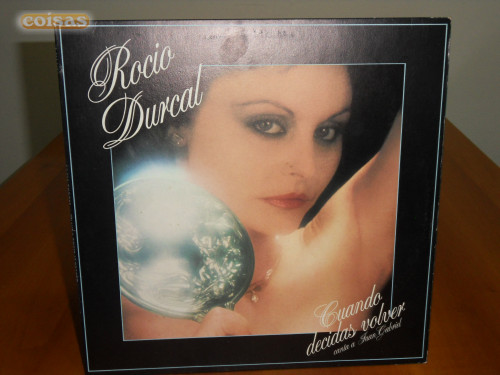 coisas
Rocio
Durcal
Cuando
decidas volver
canta a Juan Gabriel